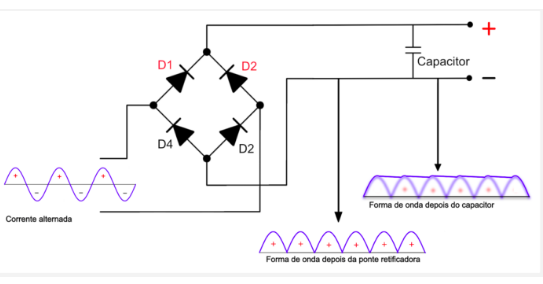 +
D1
D2
Capacitor
−
D4
D2
+ + +
− − −
Corrente alternada
+ + + + + +
Forma de onda depois do capacitor
+ + + + + +
Forma de onda depois da ponte retificadora